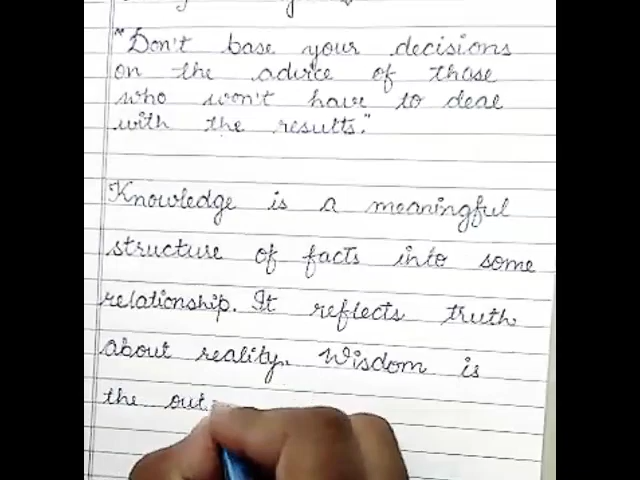 "Don't base your decisions
on the advice of those
who won't have to deal
with the results."
Knowledge is a meaningful
structure of facts into some
relationship. It reflects truth
about reality. Wisdom is
the out